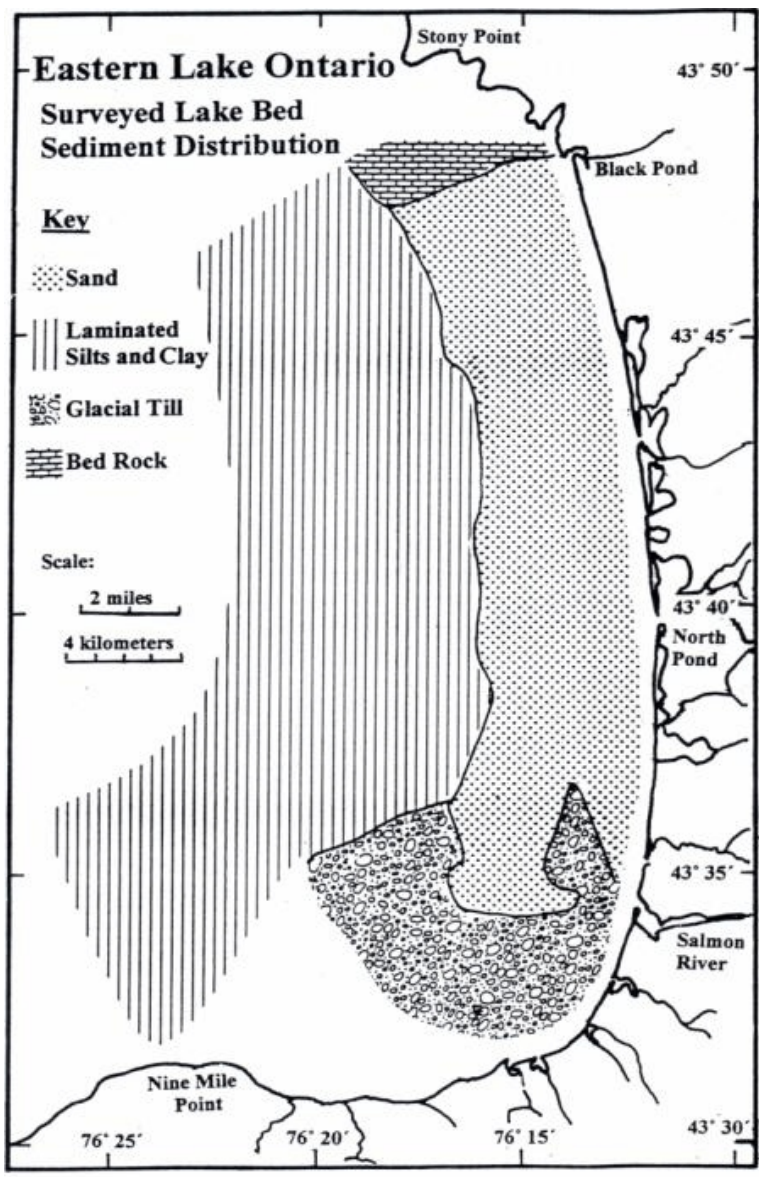 Stony Point
Eastern Lake Ontario
43° 50´
Surveyed Lake Bed
Sediment Distribution
Black Pond
Key
Sand
Laminated
Silts and Clay
43° 45´
Glacial Till
Bed Rock
Scale:
2 miles
43° 40´
4 kilometers
North
Pond
43° 35´
Salmon
River
Nine Mile
Point
43° 30´
76° 25´
76° 20´
76° 15´